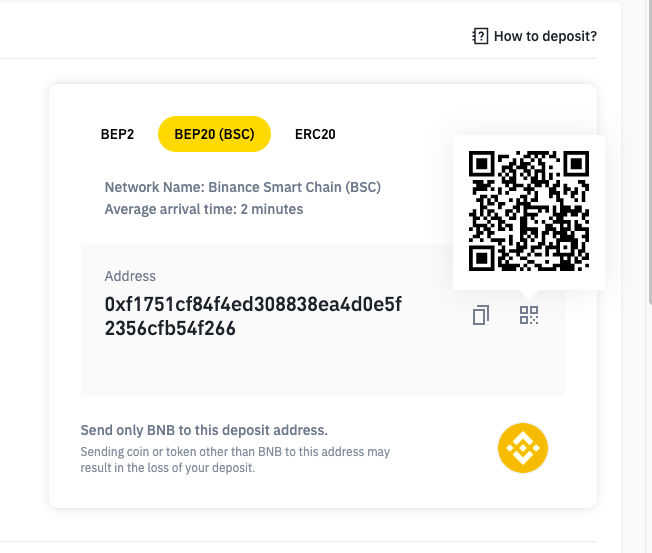 How to deposit?
BEP2
BEP20 (BSC)
ERC20
Network Name: Binance Smart Chain (BSC)
Average arrival time: 2 minutes
Address
0xf1751cf84f4ed308838ea4d0e5f
2356cfb54f266
Send only BNB to this deposit address.
Sending coin or token other than BNB to this address may
result in the loss of your deposit.